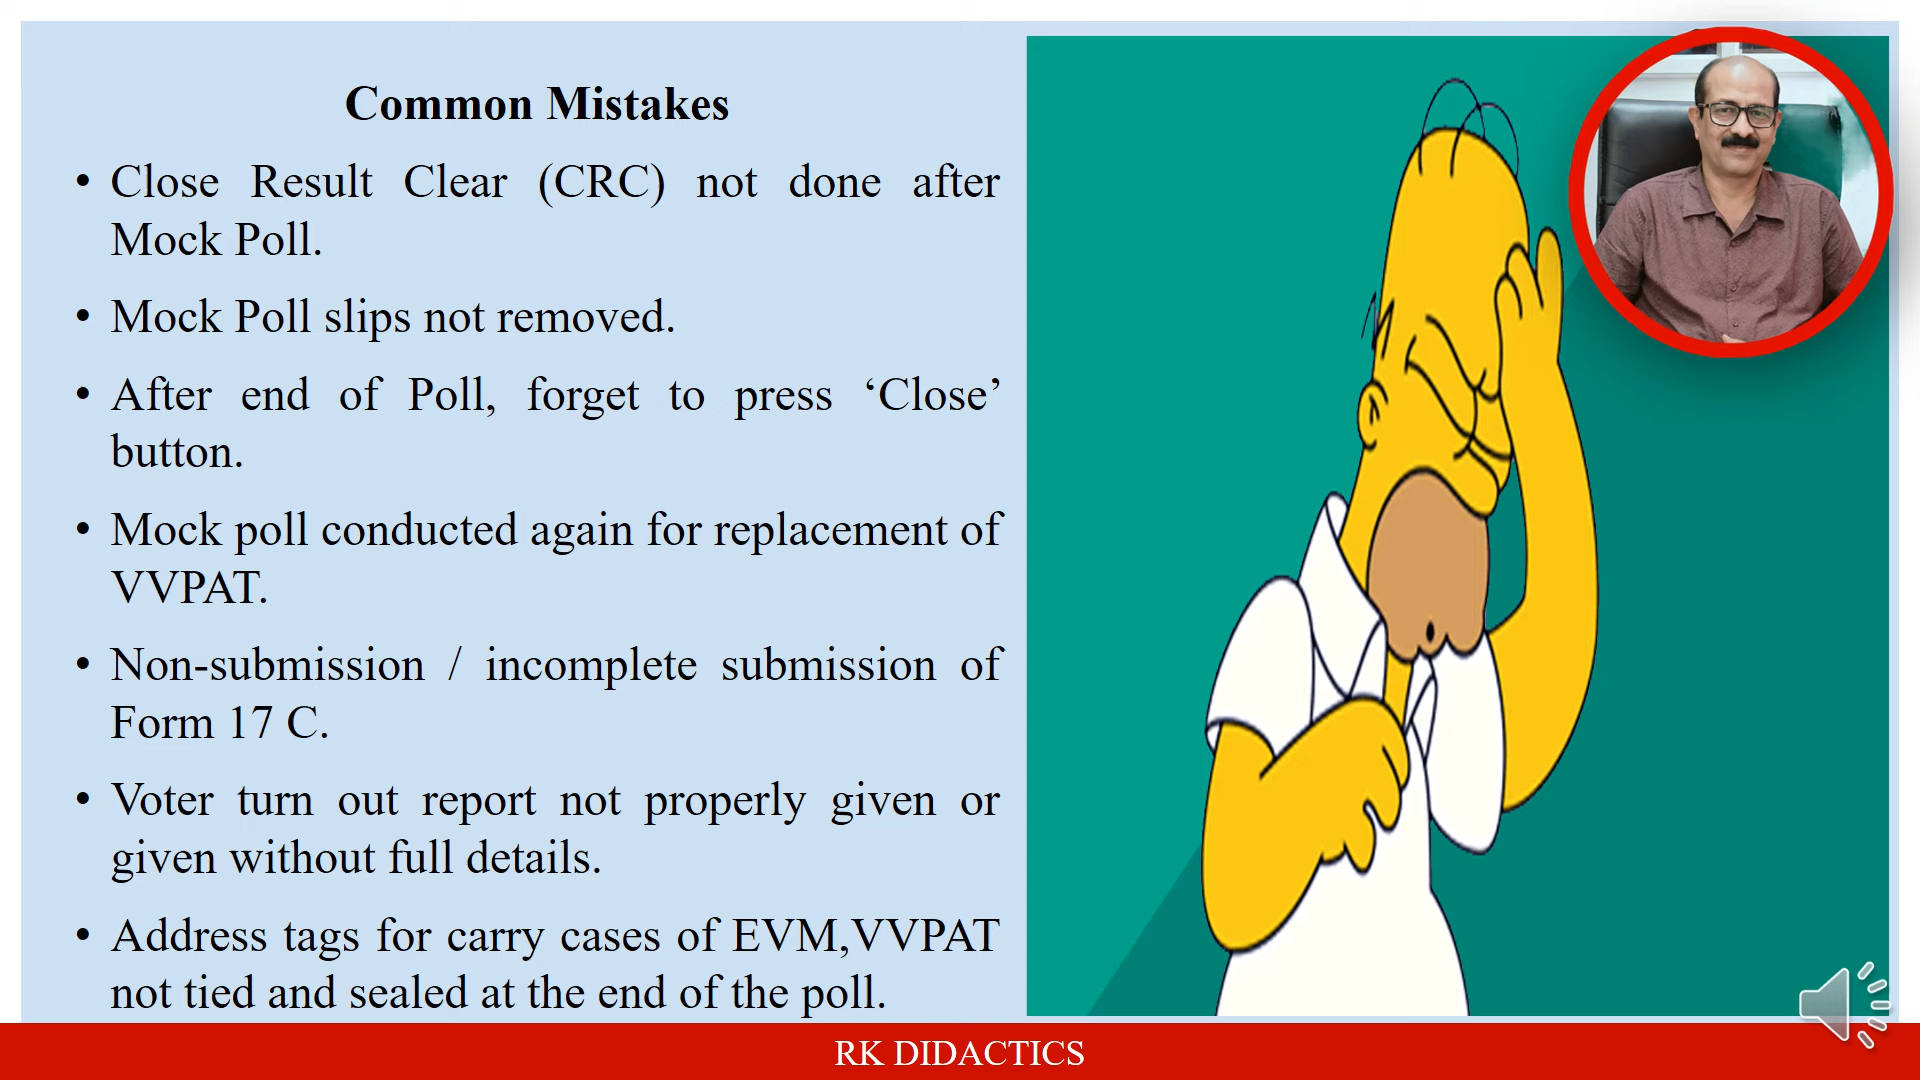 Common Mistakes
• Close Result Clear (CRC) not done after
Mock Poll.
• Mock Poll slips not removed.
• After end of Poll, forget to press ‘Close’
button.
• Mock poll conducted again for replacement of
VVPAT.
• Non-submission / incomplete submission of
Form 17 C.
• Voter turn out report not properly given or
given without full details.
• Address tags for carry cases of EVM,VVPAT
not tied and sealed at the end of the poll.
RK DIDACTICS